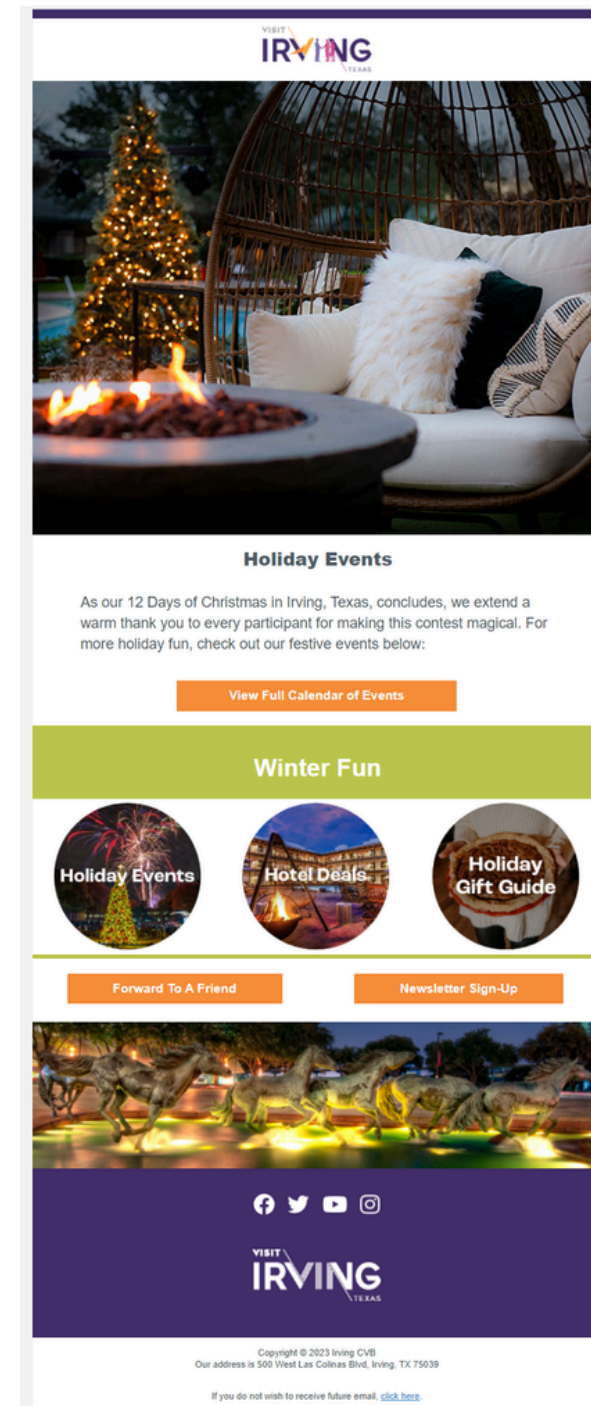 VISIT
IRVING
TEXAS
Holiday Events
As our 12 Days of Christmas in Irving, Texas, concludes, we extend a
warm thank you to every participant for making this contest magical. For
more holiday fun, check out our festive events below:
View Full Calendar of Events
Winter Fun
Holiday Events
Hotel Deals
Holiday
Gift Guide
Forward To A Friend
Newsletter Sign-Up
VISIT
IRVING
TEXAS
Copyright © 2023 Irving CVB
Our address is 500 West Las Colinas Blvd, Irving, TX 75039
If you do not wish to receive future email, click here.